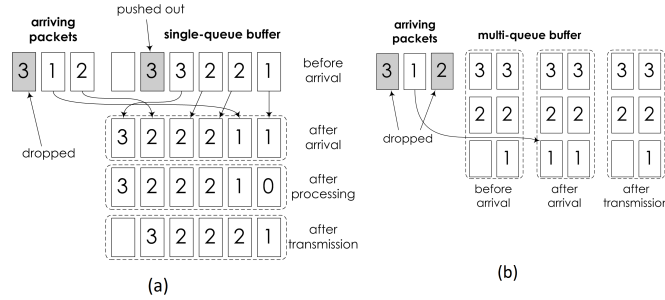 pushed out
arriving
packets
single-queue buffer
3 1 2
3 3 2 2 1
before
arrival
dropped
3 2 2 2 1 1
after
arrival
3 2 2 2 1 0
after
processing
3 2 2 2 1
after
transmission
(a)
arriving
packets
multi-queue buffer
3 1 2
3 3 3 3 3 3
dropped
2 2 2 2 2 2
1 1 1 1
before
arrival
after
arrival
after
transmission
(b)